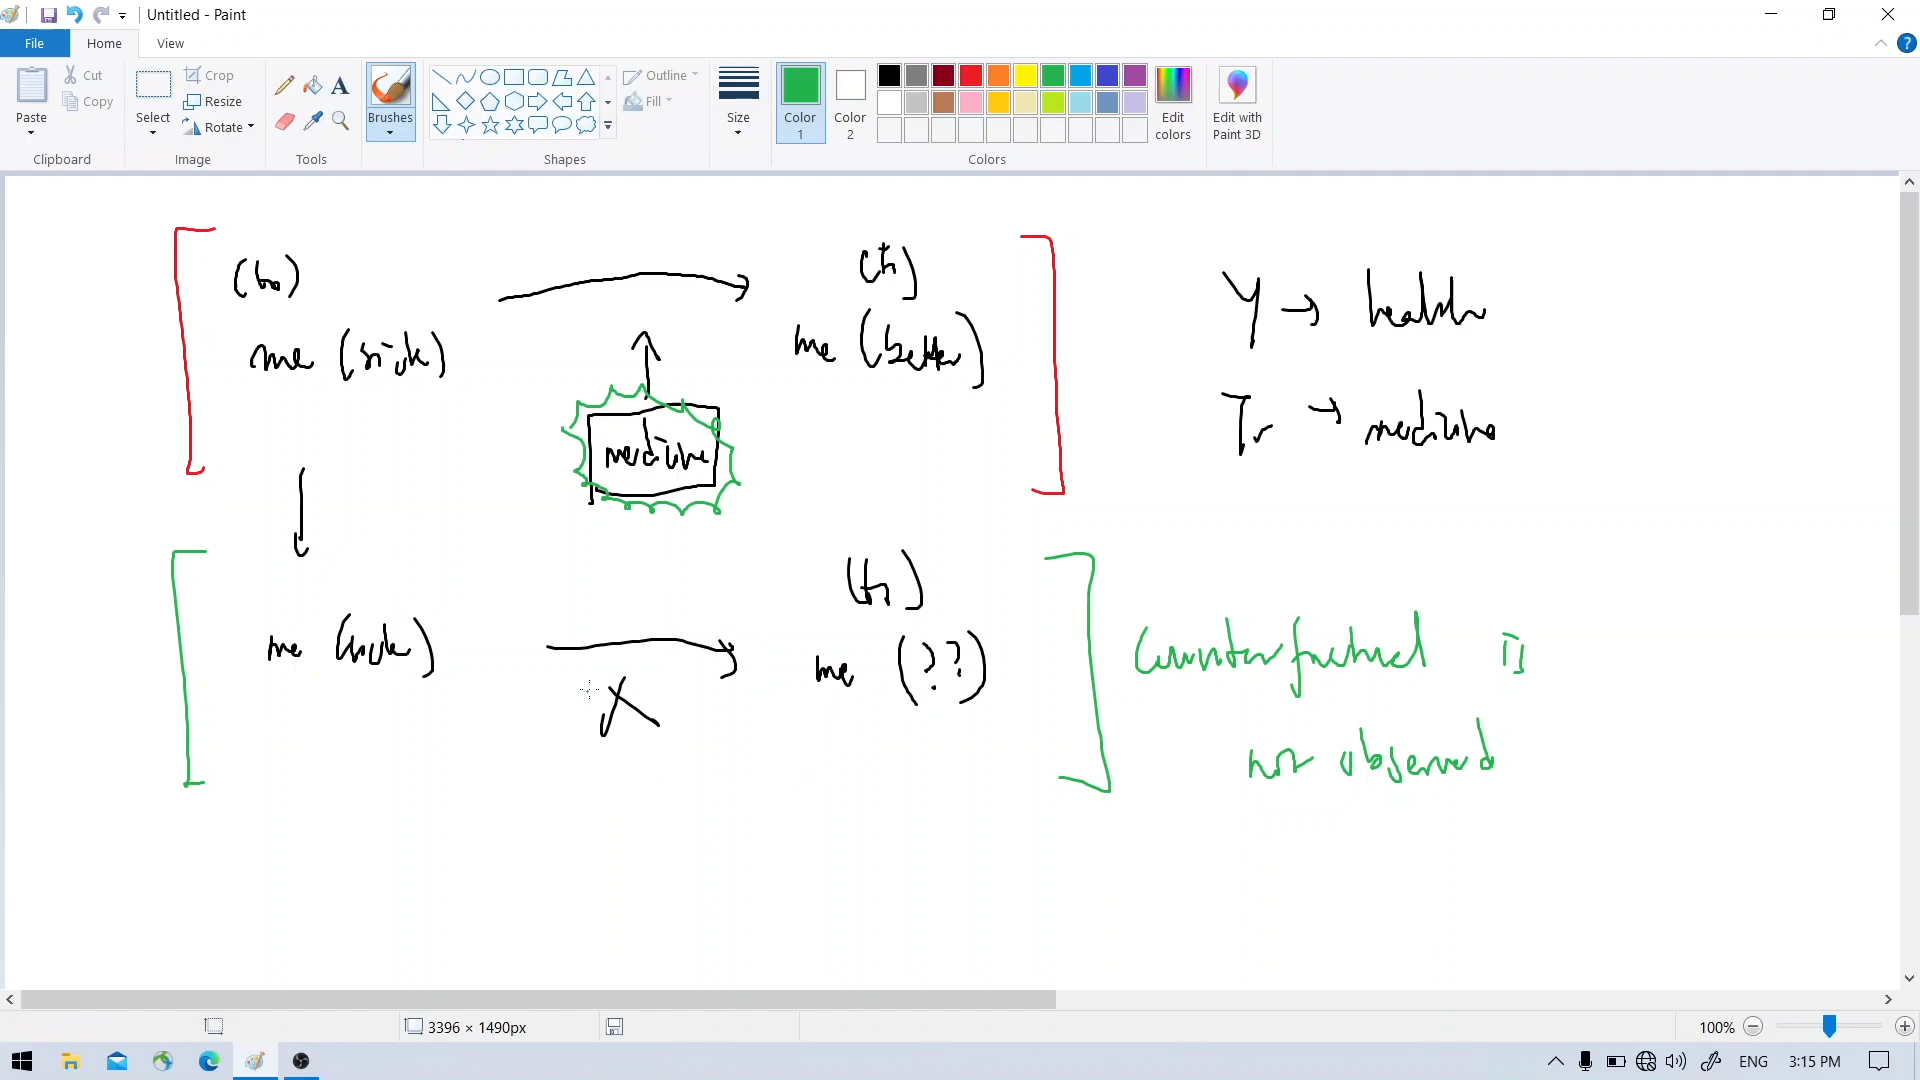 Untitled - Paint
File Home View
Paste
Cut
Copy
Clipboard
Select
Crop
Resize
Rotate
Image
Tools
Brushes
Shapes
Outline
Fill
Size
Color 1
Color 2
Edit colors
Colors
Edit with Paint 3D
(to) (t1)
me (sick) me (better)
medicine
Y → health
Tr → medicine
(t1)
me (sick) me (??)
X
Counterfactual is
not observed
3396 × 1490px
100%
ENG 3:15 PM